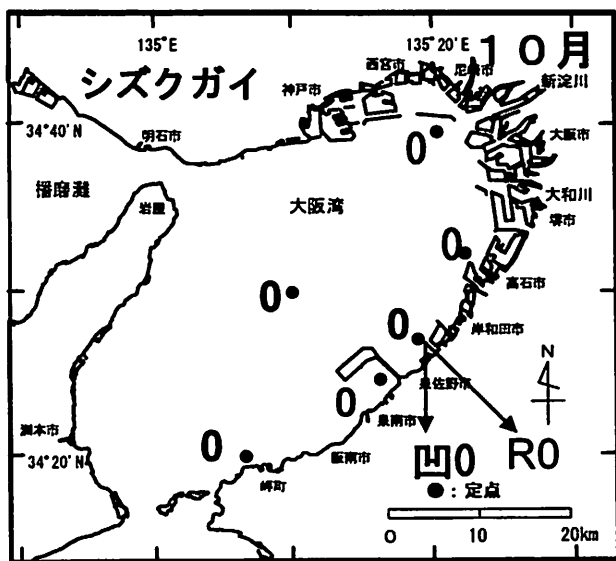 135°E
135°20'E
10月
シズクガイ
西宮市
尼崎市
新淀川
神戸市
34°40'N
明石市
0
大阪市
播磨灘
岩屋
大阪湾
大和川
堺市
0
高石市
0
0
岸和田市
N
泉佐野市
0
泉南市
洲本市
0
阪南市
34°20'N
岬町
凹0
R0
●:定点
0
10
20km